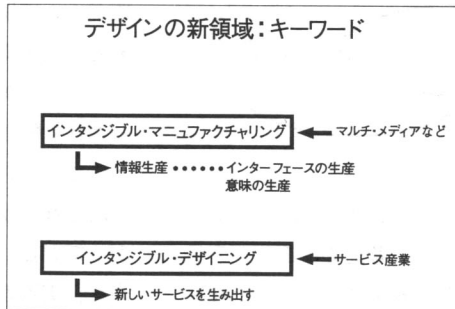 デザインの新領域：キーワード
インタンジブル・マニュファクチャリング ← マルチ・メディアなど
情報生産 ・・・・・・ インターフェースの生産
意味の生産
インタンジブル・デザイニング ← サービス産業
新しいサービスを生み出す